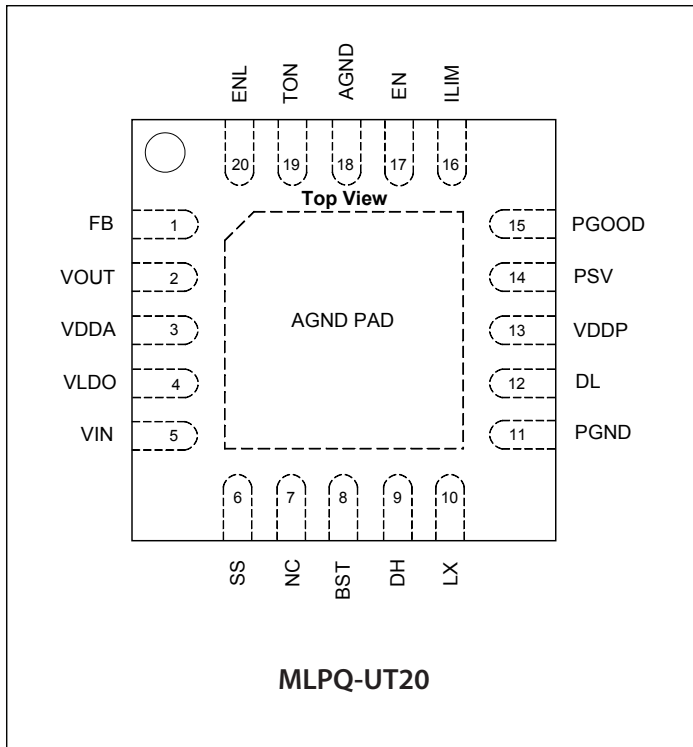 ENL TON AGND EN ILIM
20 19 18 17 16
Top View
FB 1 15 PGOOD
VOUT 2 14 PSV
VDDA 3 AGND PAD 13 VDDP
VLDO 4 12 DL
VIN 5 11 PGND
6 7 8 9 10
SS NC BST DH LX
MLPQ-UT20